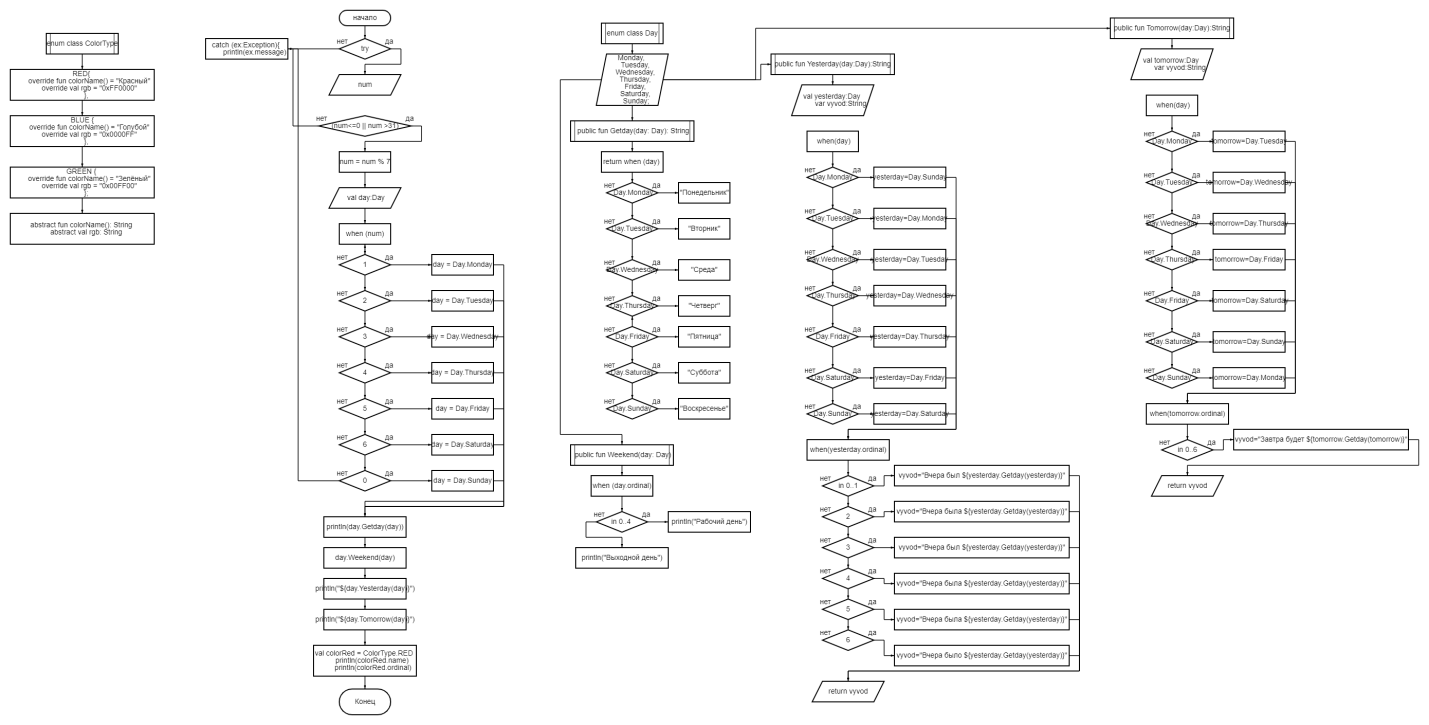 enum class ColorType
RED{
override fun colorName() = "Красный"
override val rgb = "0xFF0000"
},
BLUE {
override fun colorName() = "Голубой"
override val rgb = "0x0000FF"
},
GREEN {
override fun colorName() = "Зелёный"
override val rgb = "0x00FF00"
};
abstract fun colorName(): String
abstract val rgb: String
начало
нет
да
try
catch (ex:Exception){
println(ex.message)
num
нет
да
(num<=0 || num >31)
num = num % 7
val day:Day
when (num)
нет
да
1
day = Day.Monday
нет
да
2
day = Day.Tuesday
нет
да
3
day = Day.Wednesday
нет
да
4
day = Day.Thursday
нет
да
5
day = Day.Friday
нет
да
6
day = Day.Saturday
нет
да
0
day = Day.Sunday
println(day.Getday(day))
day.Weekend(day)
println("${day.Yesterday(day)}")
println("${day.Tomorrow(day)}")
val colorRed = ColorType.RED
println(colorRed.name)
println(colorRed.ordinal)
Конец
enum class Day
Monday,
Tuesday,
Wednesday,
Thursday,
Friday,
Saturday,
Sunday;
public fun Getday(day: Day): String
return when (day)
нет
да
Day.Monday
"Понедельник"
нет
да
Day.Tuesday
"Вторник"
нет
да
Day.Wednesday
"Среда"
нет
да
Day.Thursday
"Четверг"
нет
да
Day.Friday
"Пятница"
нет
да
Day.Saturday
"Суббота"
нет
да
Day.Sunday
"Воскресенье"
public fun Weekend(day: Day)
when (day.ordinal)
нет
да
in 0..4
println("Рабочий день")
println("Выходной день")
public fun Yesterday(day:Day):String
val yesterday:Day
var vyvod:String
when(day)
нет
да
Day.Monday
yesterday=Day.Sunday
нет
да
Day.Tuesday
yesterday=Day.Monday
нет
да
Day.Wednesday
yesterday=Day.Tuesday
нет
да
Day.Thursday
yesterday=Day.Wednesday
нет
да
Day.Friday
yesterday=Day.Thursday
нет
да
Day.Saturday
yesterday=Day.Friday
нет
да
Day.Sunday
yesterday=Day.Saturday
when(yesterday.ordinal)
нет
да
in 0..1
vyvod="Вчера был ${yesterday.Getday(yesterday)}"
нет
да
2
vyvod="Вчера была ${yesterday.Getday(yesterday)}"
нет
да
3
vyvod="Вчера был ${yesterday.Getday(yesterday)}"
нет
да
4
vyvod="Вчера была ${yesterday.Getday(yesterday)}"
нет
да
5
vyvod="Вчера была ${yesterday.Getday(yesterday)}"
нет
да
6
vyvod="Вчера было ${yesterday.Getday(yesterday)}"
return vyvod
public fun Tomorrow(day:Day):String
val tomorrow:Day
var vyvod:String
when(day)
нет
да
Day.Monday
tomorrow=Day.Tuesday
нет
да
Day.Tuesday
tomorrow=Day.Wednesday
нет
да
Day.Wednesday
tomorrow=Day.Thursday
нет
да
Day.Thursday
tomorrow=Day.Friday
нет
да
Day.Friday
tomorrow=Day.Saturday
нет
да
Day.Saturday
tomorrow=Day.Sunday
нет
да
Day.Sunday
tomorrow=Day.Monday
when(tomorrow.ordinal)
нет
да
in 0..6
vyvod="Завтра будет ${tomorrow.Getday(tomorrow)}"
return vyvod